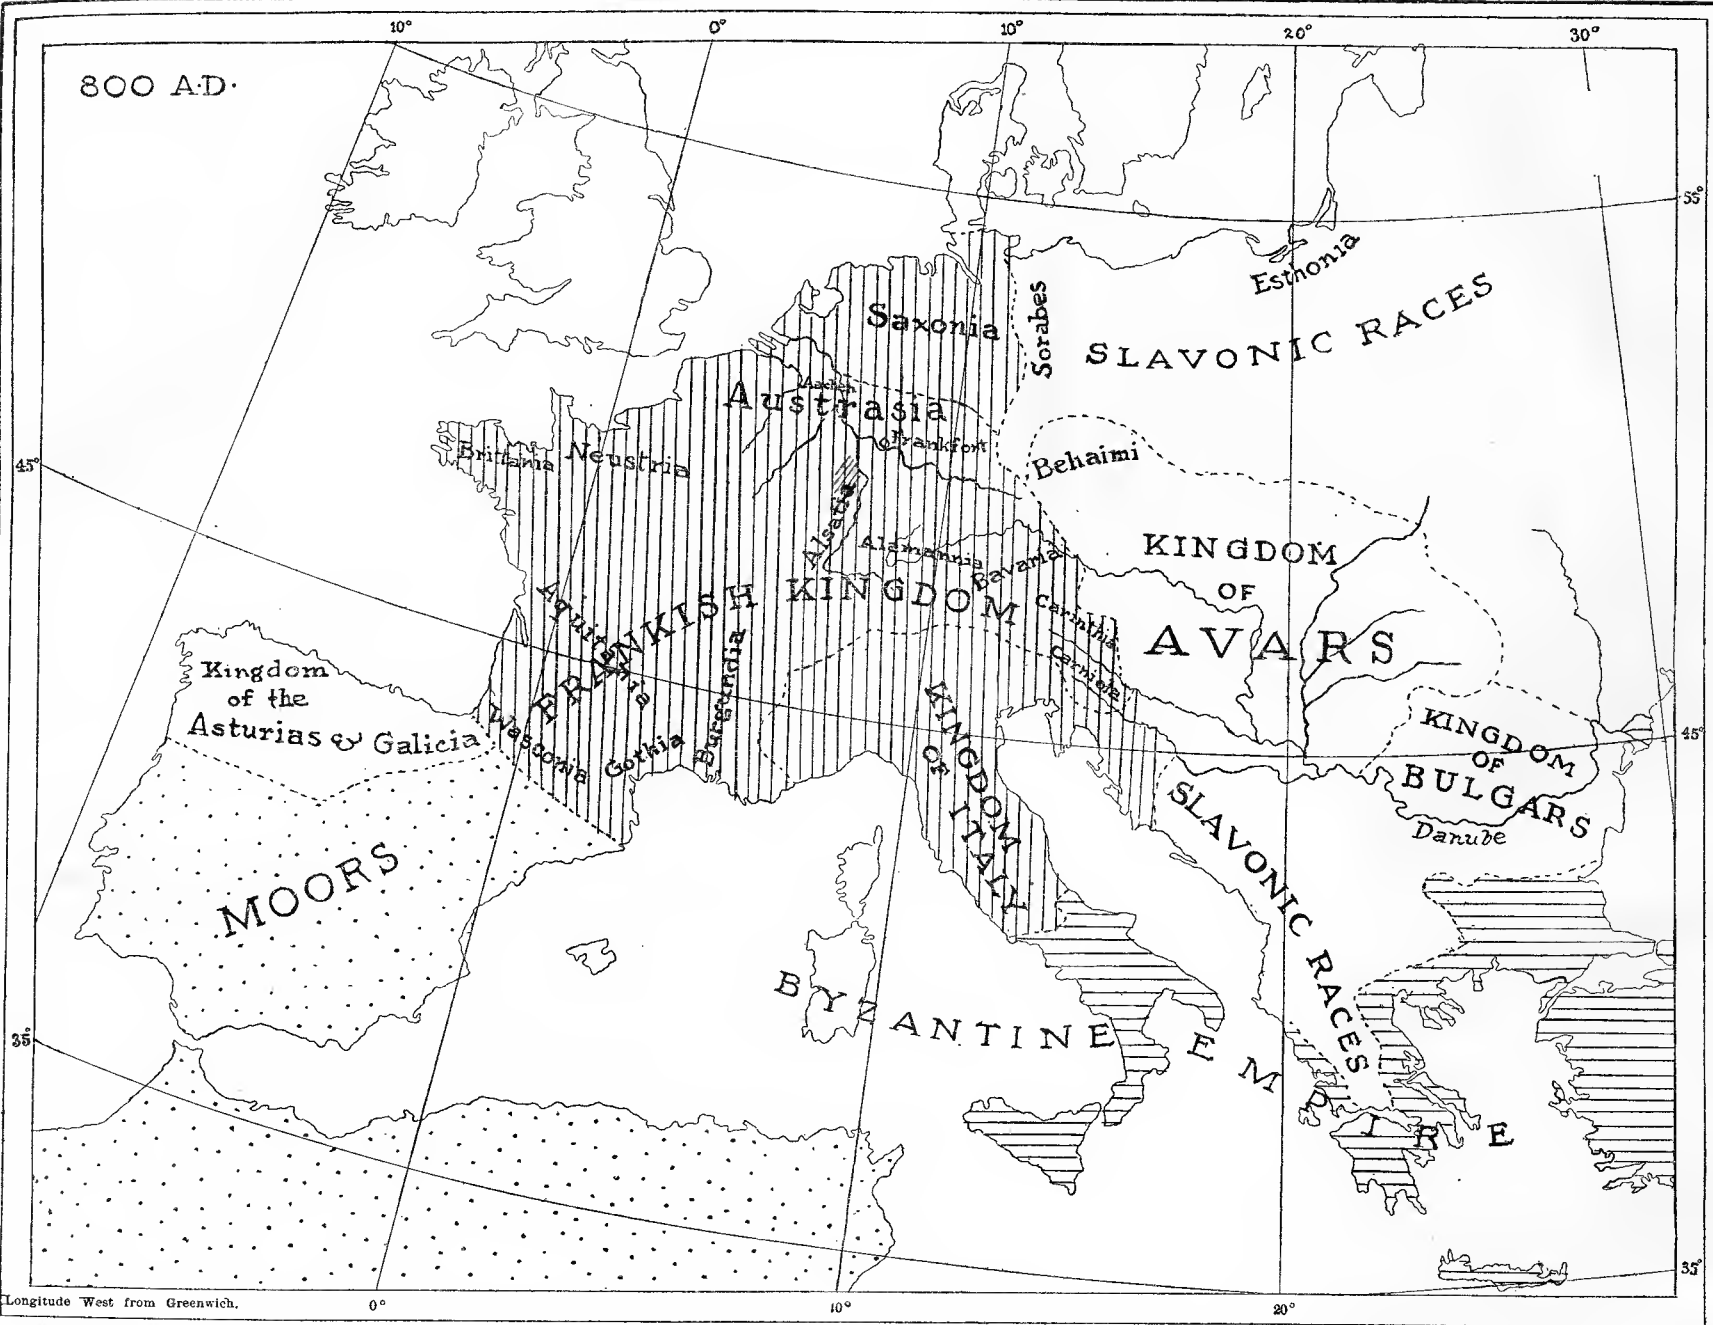 10° 0° 10° 20° 30°
800 A.D.
55°
Esthonia
SLAVONIC RACES
Sorabes
Saxonia
Aachen
Austrasia
Frankfort
Behaimi
Brittania
Neustria
45°
Alsatia
Alamannia
Bavaria
KINGDOM
OF
AVARS
FRANKISH KINGDOM
Carinthia
Carniola
Aquitania
Burgundia
Kingdom
of the
Asturias & Galicia
Wasconia
Gothia
KINGDOM
OF
ITALY
KINGDOM
OF
BULGARS
45°
Danube
SLAVONIC RACES
MOORS
BYZANTINE EMPIRE
35°
35°
Longitude West from Greenwich.
0° 10° 20°